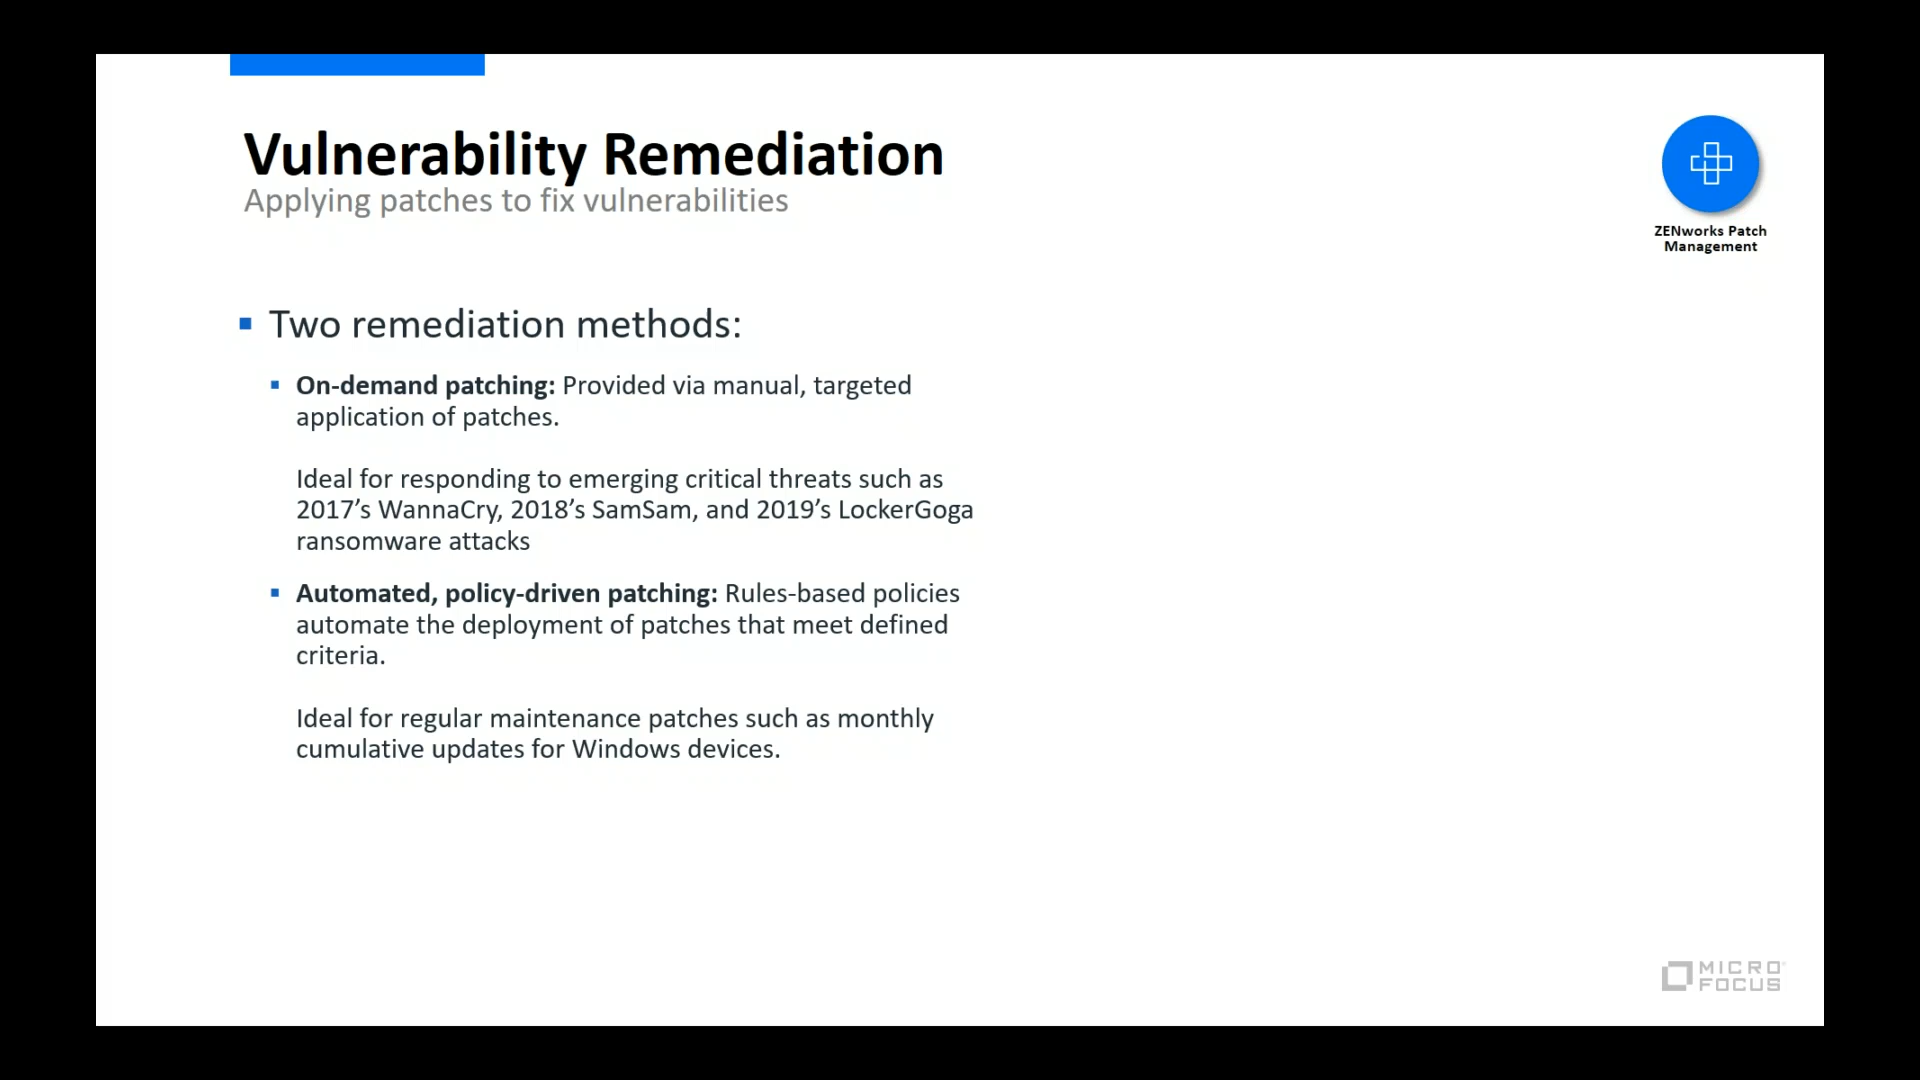 Vulnerability Remediation
Applying patches to fix vulnerabilities
ZENworks Patch
Management
▪ Two remediation methods:
▪ On-demand patching: Provided via manual, targeted
application of patches.
Ideal for responding to emerging critical threats such as
2017’s WannaCry, 2018’s SamSam, and 2019’s LockerGoga
ransomware attacks
▪ Automated, policy-driven patching: Rules-based policies
automate the deployment of patches that meet defined
criteria.
Ideal for regular maintenance patches such as monthly
cumulative updates for Windows devices.
MICRO
FOCUS